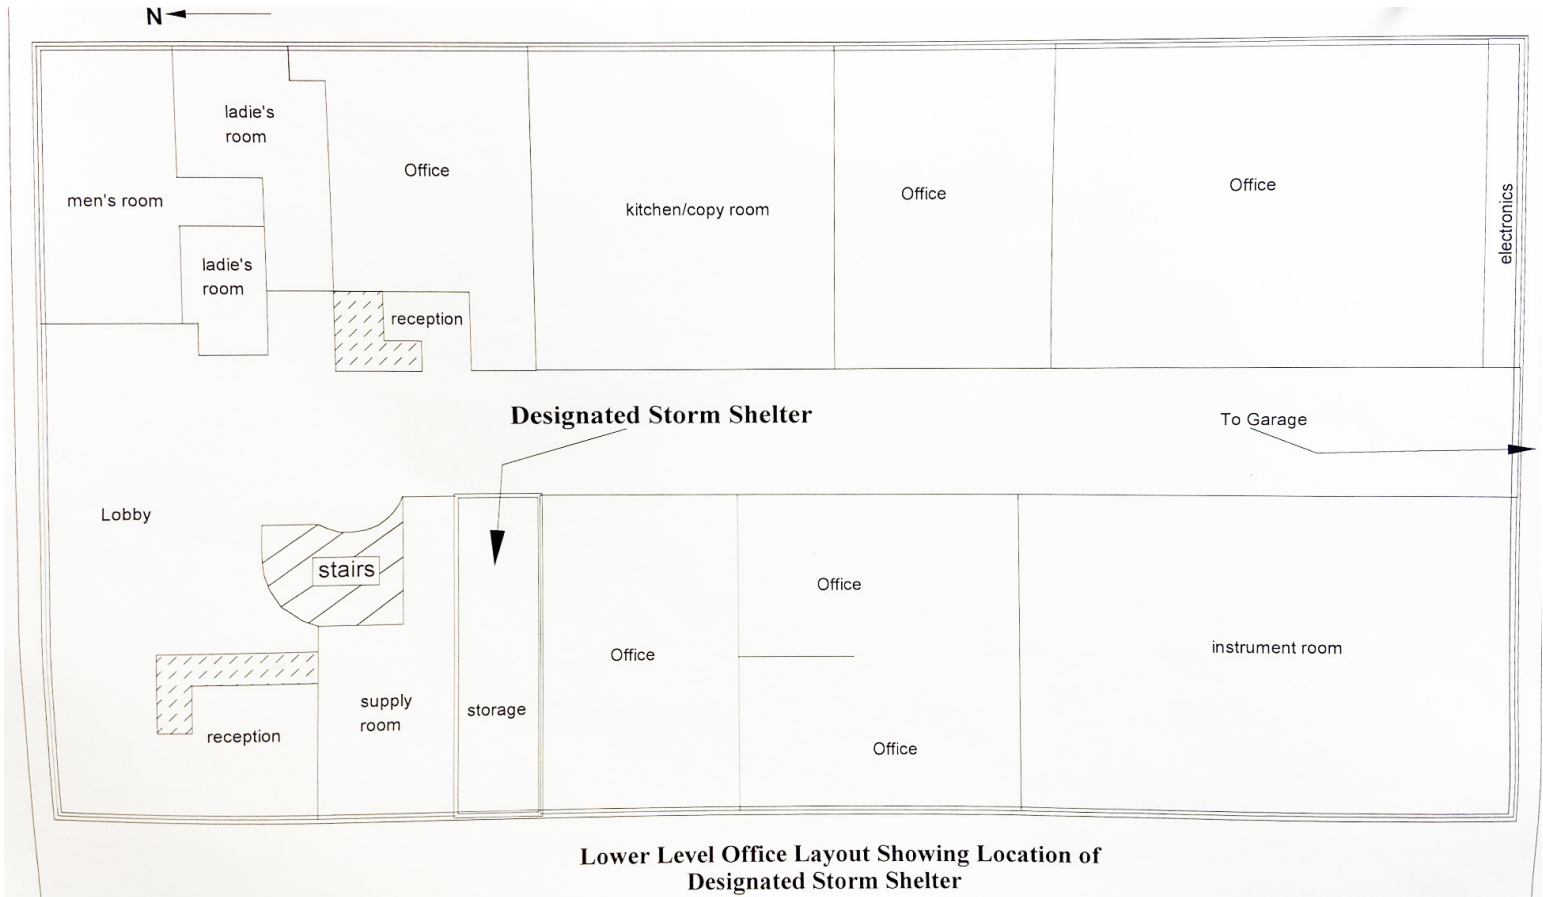 N
ladie's
room
Office
men's room
kitchen/copy room
Office
Office
electronics
ladie's
room
reception
Designated Storm Shelter
To Garage
Lobby
stairs
Office
Office
instrument room
supply
room
storage
reception
Office
Lower Level Office Layout Showing Location of
Designated Storm Shelter